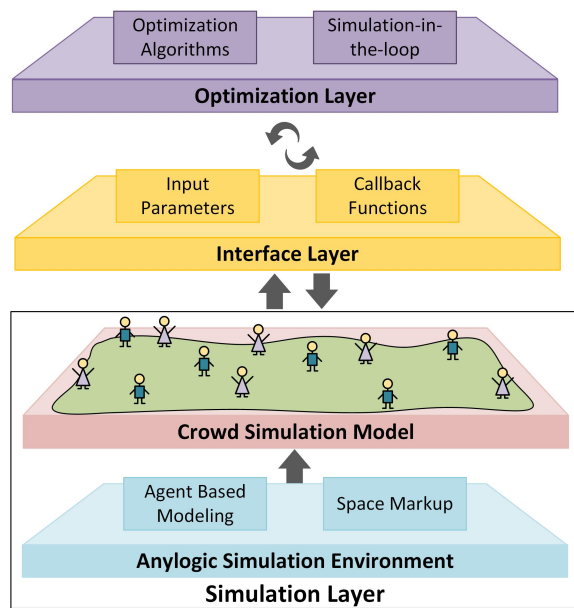 Optimization
Algorithms
Simulation-in-
the-loop
Optimization Layer
Input
Parameters
Callback
Functions
Interface Layer
Crowd Simulation Model
Agent Based
Modeling
Space Markup
Anylogic Simulation Environment
Simulation Layer